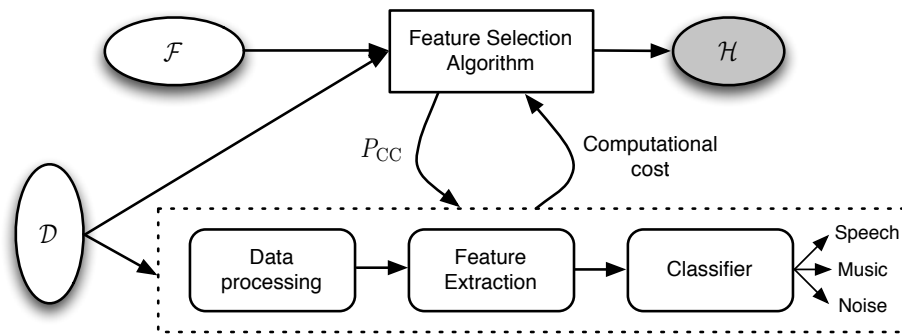 ℱ
Feature Selection
Algorithm
ℋ
P_CC
Computational
cost
𝒟
Data
processing
Feature
Extraction
Classifier
Speech
Music
Noise